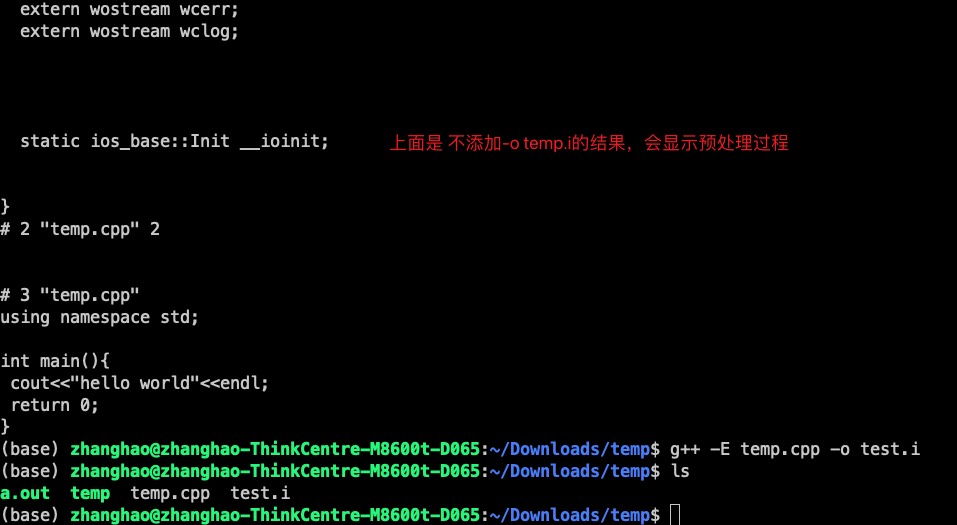 extern wostream wcerr;
extern wostream wclog;
static ios_base::Init __ioinit;
上面是 不添加-o temp.i的结果，会显示预处理过程
}
# 2 "temp.cpp" 2
# 3 "temp.cpp"
using namespace std;
int main(){
cout<<"hello world"<<endl;
return 0;
}
(base) zhanghao@zhanghao-ThinkCentre-M8600t-D065:~/Downloads/temp$ g++ -E temp.cpp -o test.i
(base) zhanghao@zhanghao-ThinkCentre-M8600t-D065:~/Downloads/temp$ ls
a.out temp temp.cpp test.i
(base) zhanghao@zhanghao-ThinkCentre-M8600t-D065:~/Downloads/temp$